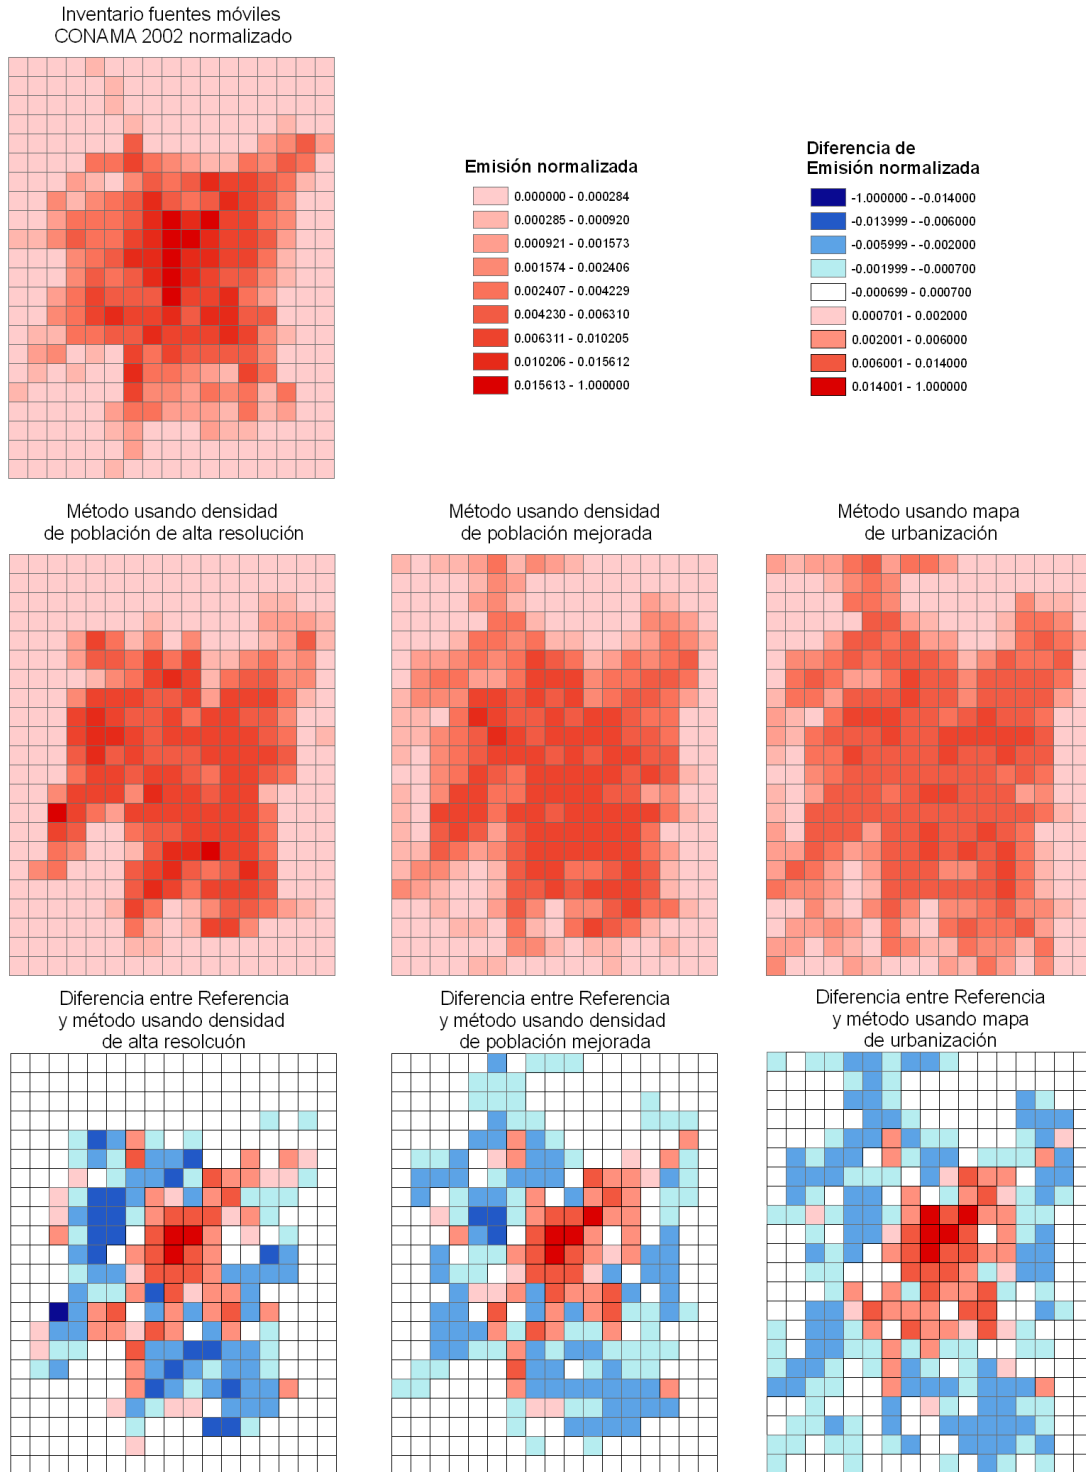 Inventario fuentes móviles
CONAMA 2002 normalizado
Emisión normalizada
0.000000 - 0.000284
0.000285 - 0.000920
0.000921 - 0.001573
0.001574 - 0.002406
0.002407 - 0.004229
0.004230 - 0.006310
0.006311 - 0.010205
0.010206 - 0.015612
0.015613 - 1.000000
Diferencia de
Emisión normalizada
-1.000000 - -0.014000
-0.013999 - -0.006000
-0.005999 - -0.002000
-0.001999 - -0.000700
-0.000699 - 0.000700
0.000701 - 0.002000
0.002001 - 0.006000
0.006001 - 0.014000
0.014001 - 1.000000
Método usando densidad
de población de alta resolución
Método usando densidad
de población mejorada
Método usando mapa
de urbanización
Diferencia entre Referencia
y método usando densidad
de alta resolcuón
Diferencia entre Referencia
y método usando densidad
de población mejorada
Diferencia entre Referencia
y método usando mapa
de urbanización